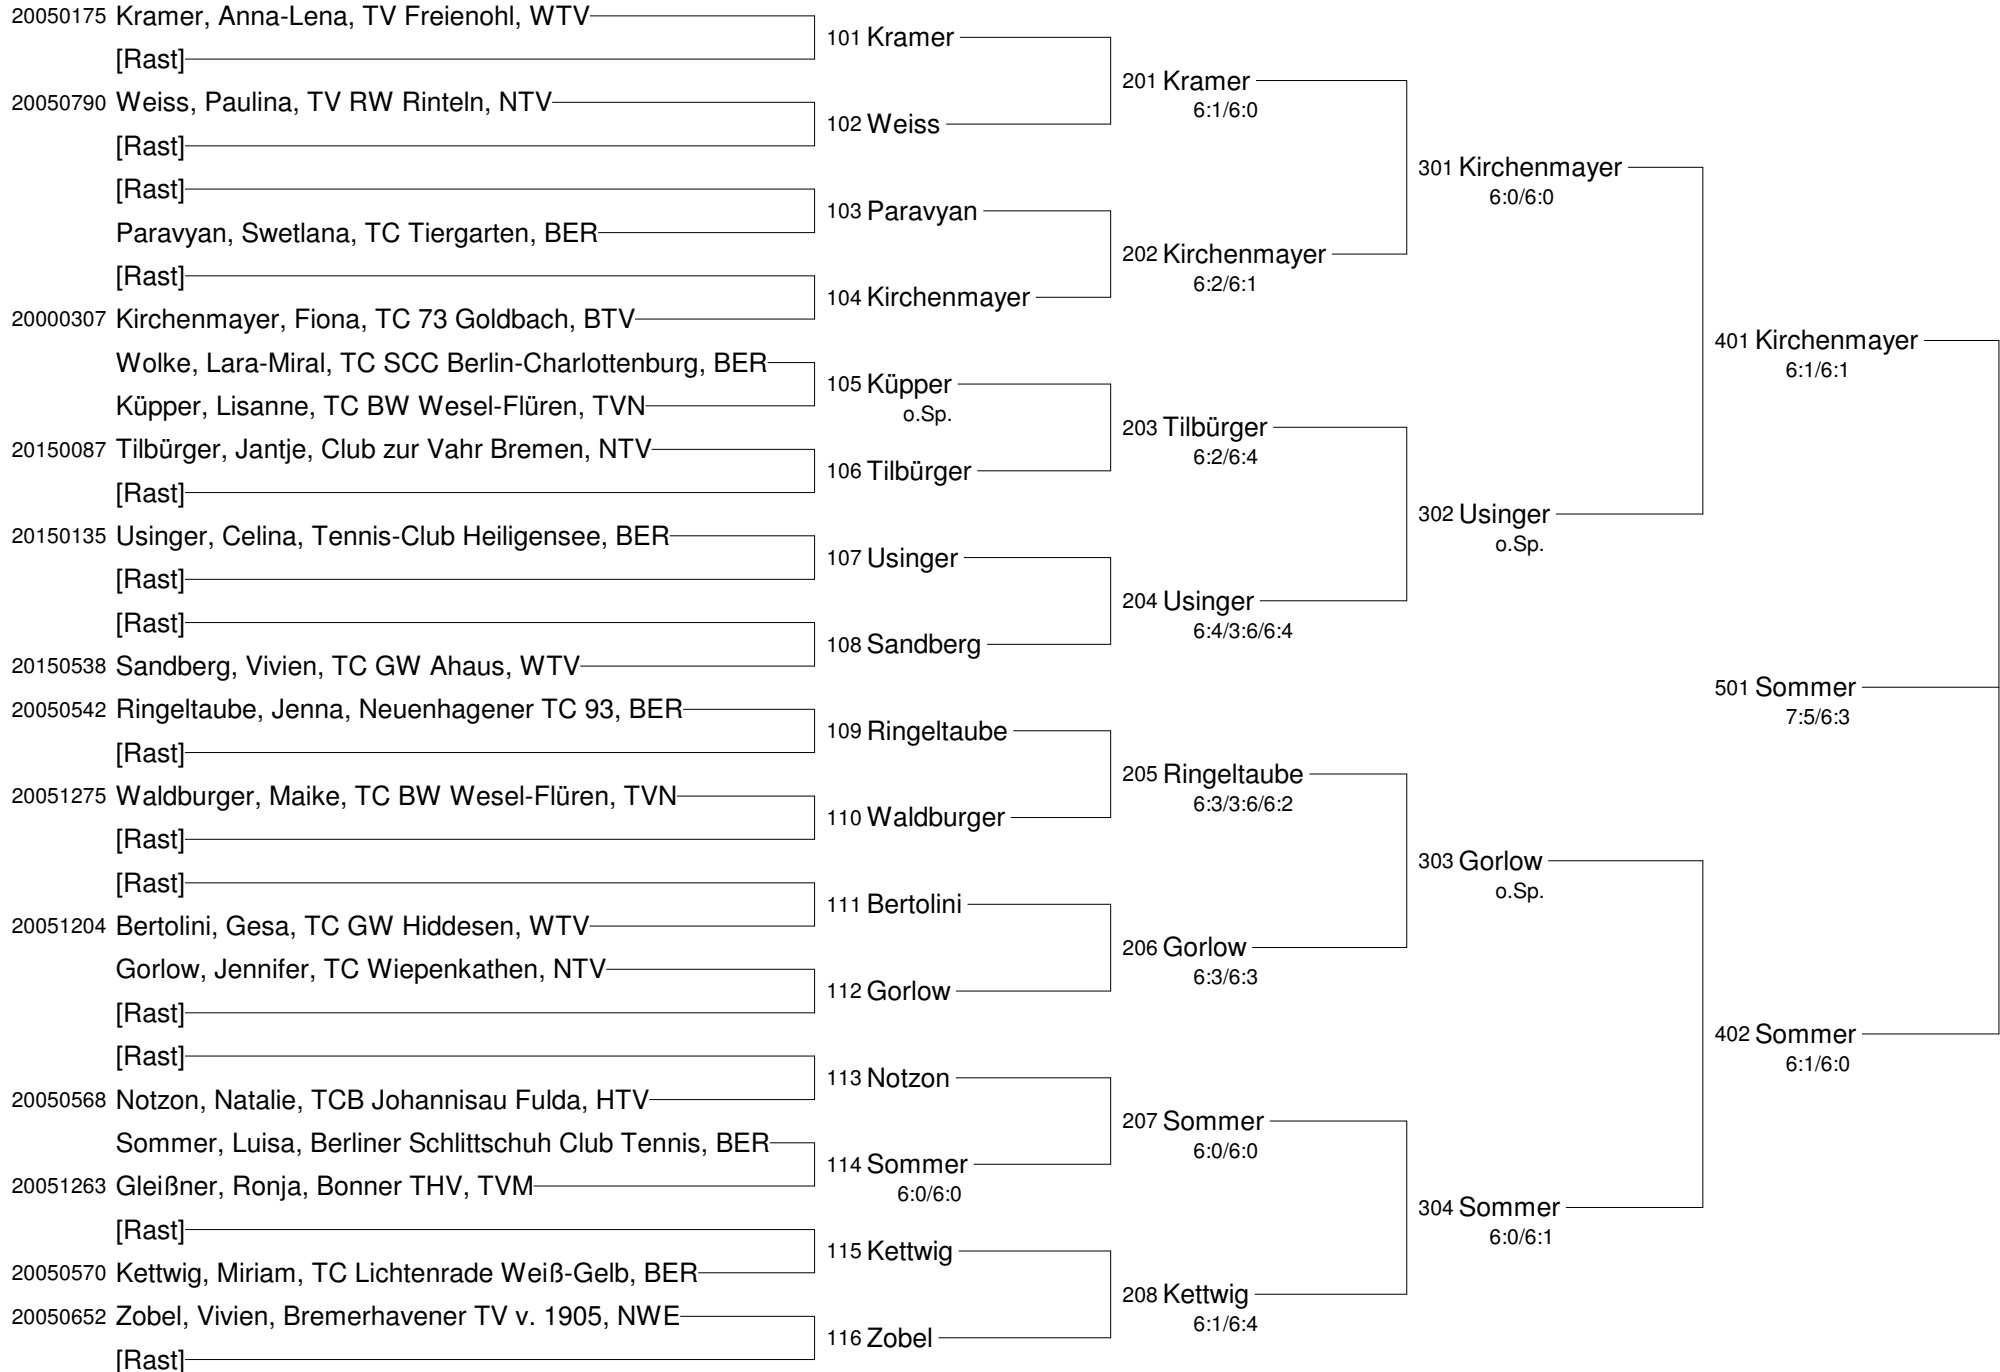 20050175 Kramer, Anna-Lena, TV Freienohl, WTV
[Rast]
20050790 Weiss, Paulina, TV RW Rinteln, NTV
[Rast]
[Rast]
Paravyan, Swetlana, TC Tiergarten, BER
[Rast]
20000307 Kirchenmayer, Fiona, TC 73 Goldbach, BTV
Wolke, Lara-Miral, TC SCC Berlin-Charlottenburg, BER
Küpper, Lisanne, TC BW Wesel-Flüren, TVN
20150087 Tilbürger, Jantje, Club zur Vahr Bremen, NTV
[Rast]
20150135 Usinger, Celina, Tennis-Club Heiligensee, BER
[Rast]
[Rast]
20150538 Sandberg, Vivien, TC GW Ahaus, WTV
20050542 Ringeltaube, Jenna, Neuenhagener TC 93, BER
[Rast]
20051275 Waldburger, Maike, TC BW Wesel-Flüren, TVN
[Rast]
[Rast]
20051204 Bertolini, Gesa, TC GW Hiddesen, WTV
Gorlow, Jennifer, TC Wiepenkathen, NTV
[Rast]
[Rast]
20050568 Notzon, Natalie, TCB Johannisau Fulda, HTV
Sommer, Luisa, Berliner Schlittschuh Club Tennis, BER
20051263 Gleißner, Ronja, Bonner THV, TVM
[Rast]
20050570 Kettwig, Miriam, TC Lichtenrade Weiß-Gelb, BER
20050652 Zobel, Vivien, Bremerhavener TV v. 1905, NWE
[Rast]
101 Kramer
102 Weiss
103 Paravyan
104 Kirchenmayer
105 Küpper
o.Sp.
106 Tilbürger
107 Usinger
108 Sandberg
109 Ringeltaube
110 Waldburger
111 Bertolini
112 Gorlow
113 Notzon
114 Sommer
6:0/6:0
115 Kettwig
116 Zobel
201 Kramer
6:1/6:0
202 Kirchenmayer
6:2/6:1
203 Tilbürger
6:2/6:4
204 Usinger
6:4/3:6/6:4
205 Ringeltaube
6:3/3:6/6:2
206 Gorlow
6:3/6:3
207 Sommer
6:0/6:0
208 Kettwig
6:1/6:4
301 Kirchenmayer
6:0/6:0
302 Usinger
o.Sp.
303 Gorlow
o.Sp.
304 Sommer
6:0/6:1
401 Kirchenmayer
6:1/6:1
402 Sommer
6:1/6:0
501 Sommer
7:5/6:3